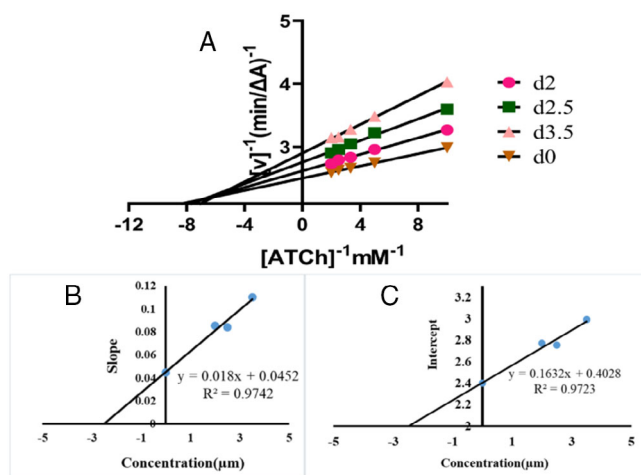 A
[v]⁻¹(min/ΔA)⁻¹
5
4
3
-12 -8 -4 0 4 8
[ATCh]⁻¹mM⁻¹
d2
d2.5
d3.5
d0
B
Slope
0.12
0.1
0.08
0.06
0.04
0.02
0
y = 0.018x + 0.0452
R² = 0.9742
-5 -3 -1 1 3 5
Concentration(µm)
C
Intercept
3.2
3
2.8
2.6
2.4
2.2
2
y = 0.1632x + 0.4028
R² = 0.9723
-5 -3 -1 1 3 5
Concentration(µm)